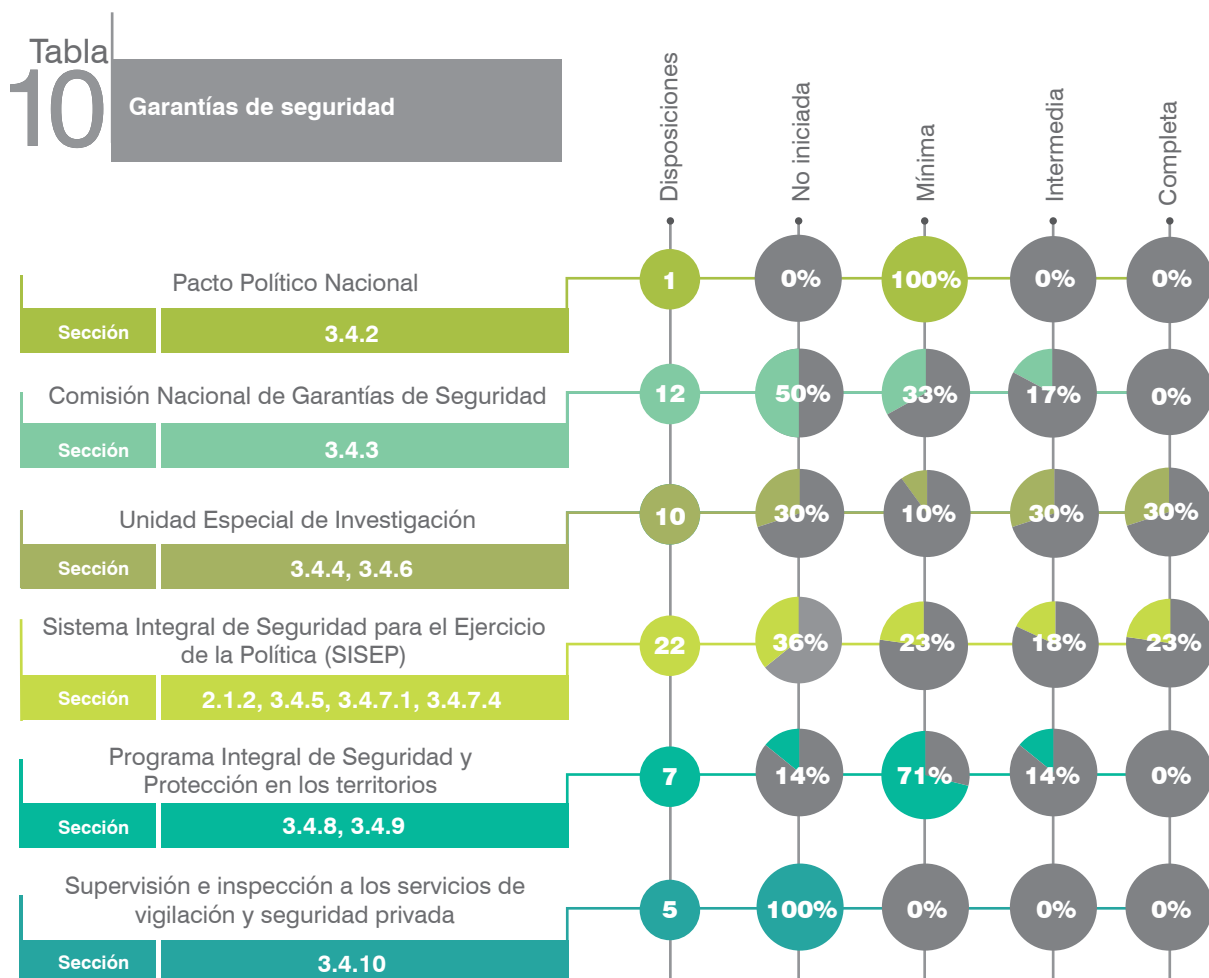 Tabla
10
Garantías de seguridad
Disposiciones
No iniciada
Mínima
Intermedia
Completa
Pacto Político Nacional
Sección 3.4.2
1 0% 100% 0% 0%
Comisión Nacional de Garantías de Seguridad
Sección 3.4.3
12 50% 33% 17% 0%
Unidad Especial de Investigación
Sección 3.4.4, 3.4.6
10 30% 10% 30% 30%
Sistema Integral de Seguridad para el Ejercicio
de la Política (SISEP)
Sección 2.1.2, 3.4.5, 3.4.7.1, 3.4.7.4
22 36% 23% 18% 23%
Programa Integral de Seguridad y
Protección en los territorios
Sección 3.4.8, 3.4.9
7 14% 71% 14% 0%
Supervisión e inspección a los servicios de
vigilación y seguridad privada
Sección 3.4.10
5 100% 0% 0% 0%